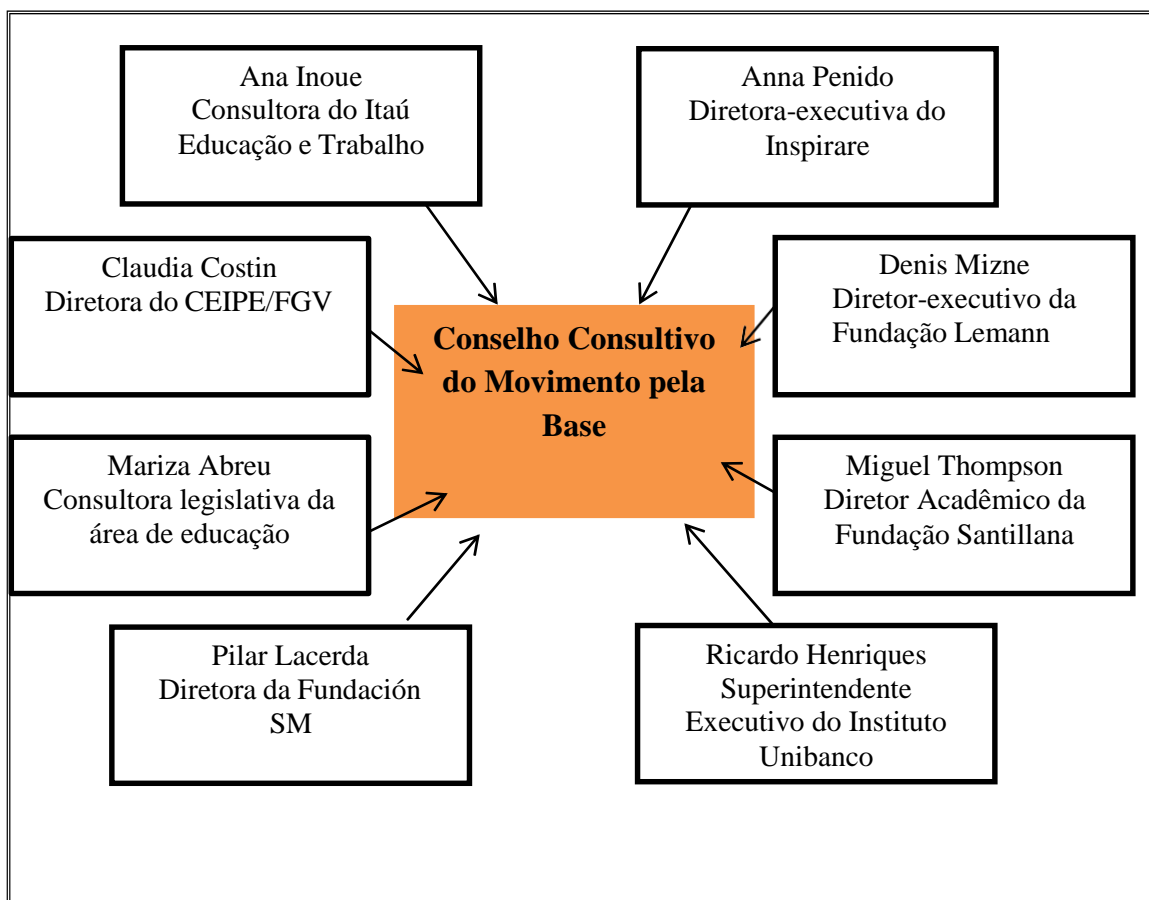 Ana Inoue
Consultora do Itaú
Educação e Trabalho
Anna Penido
Diretora-executiva do
Inspirare
Claudia Costin
Diretora do CEIPE/FGV
Denis Mizne
Diretor-executivo da
Fundação Lemann
Conselho Consultivo
do Movimento pela
Base
Mariza Abreu
Consultora legislativa da
área de educação
Miguel Thompson
Diretor Acadêmico da
Fundação Santillana
Pilar Lacerda
Diretora da Fundación
SM
Ricardo Henriques
Superintendente
Executivo do Instituto
Unibanco